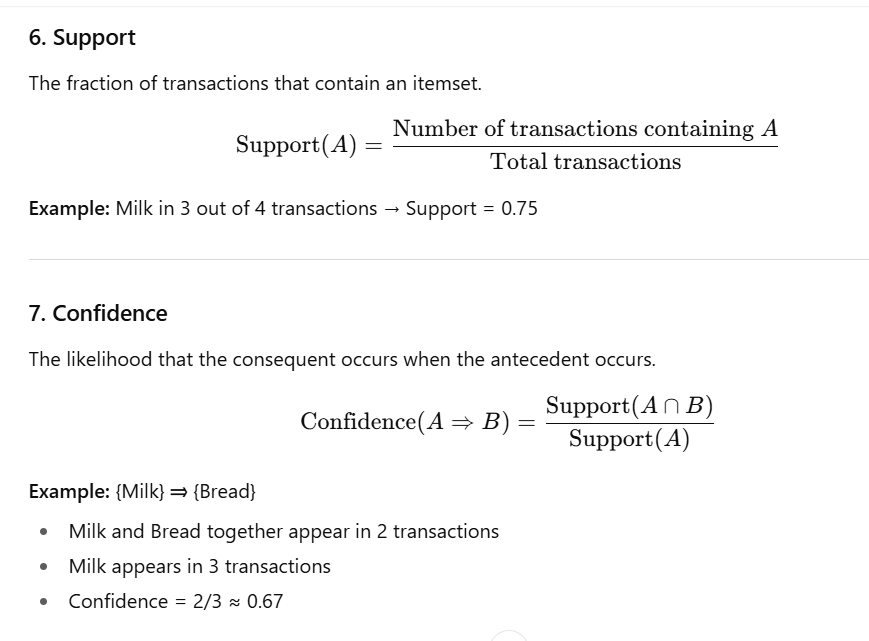 6. Support
The fraction of transactions that contain an itemset.
Support(A) = Number of transactions containing A / Total transactions
Example: Milk in 3 out of 4 transactions → Support = 0.75
7. Confidence
The likelihood that the consequent occurs when the antecedent occurs.
Confidence(A ⇒ B) = Support(A ∩ B) / Support(A)
Example: {Milk} ⇒ {Bread}
• Milk and Bread together appear in 2 transactions
• Milk appears in 3 transactions
• Confidence = 2/3 ≈ 0.67